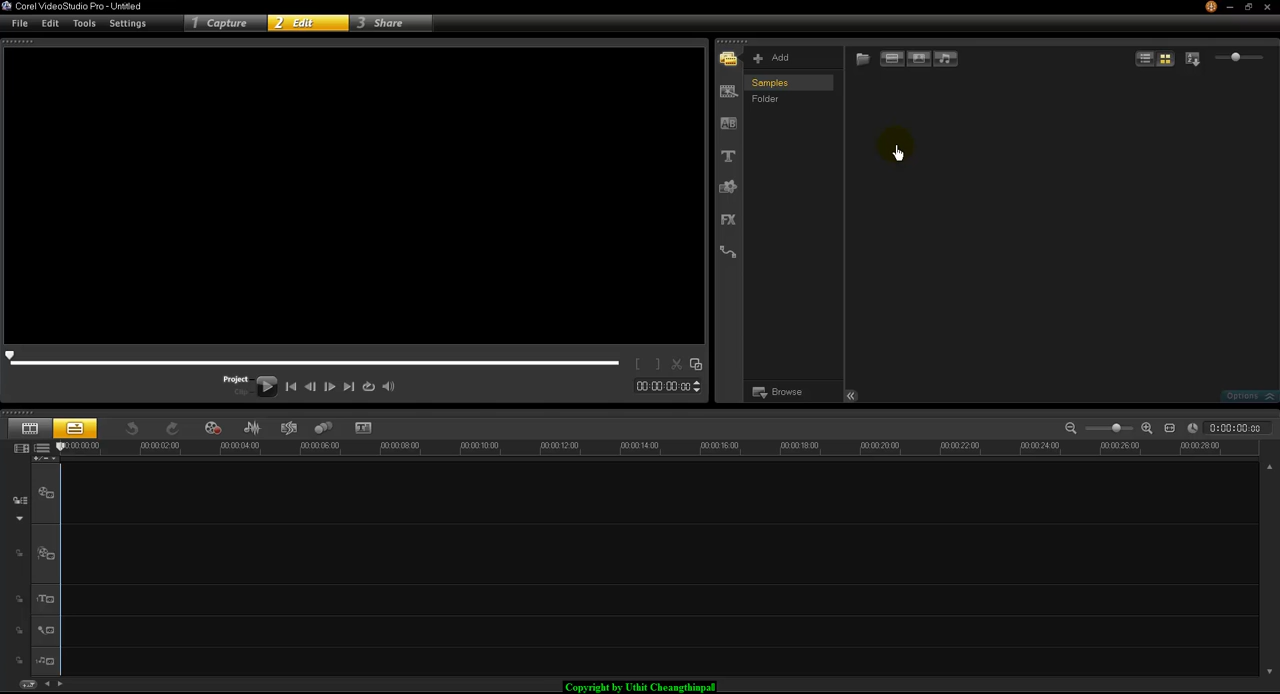 Corel VideoStudio Pro - Untitled
File Edit Tools Settings 1 Capture 2 Edit 3 Share
Add
Samples
Folder
Project
Clip
00:00:00:00
Browse
Options
00:00:00:00 00:00:02:00 00:00:04:00 00:00:06:00 00:00:08:00 00:00:10:00 00:00:12:00 00:00:14:00 00:00:16:00 00:00:18:00 00:00:20:00 00:00:22:00 00:00:24:00 00:00:26:00 00:00:28:00
0:00:00:00
Copyright by Uthit Cheangthinpall